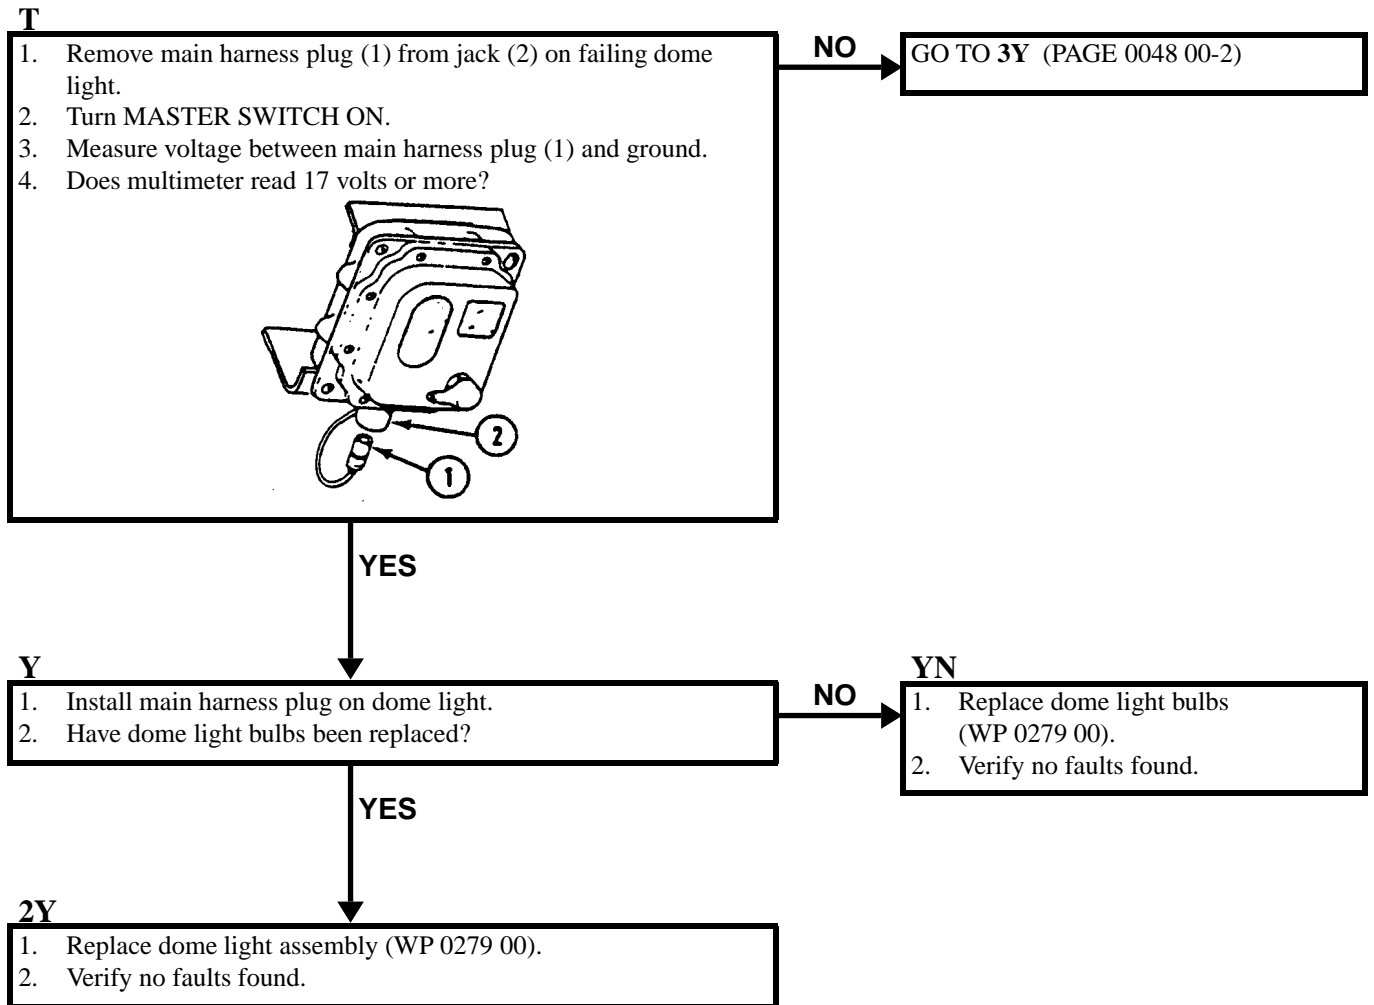 T
1. Remove main harness plug (1) from jack (2) on failing dome
light.
2. Turn MASTER SWITCH ON.
3. Measure voltage between main harness plug (1) and ground.
4. Does multimeter read 17 volts or more?
NO
GO TO 3Y (PAGE 0048 00-2)
2
1
YES
Y
1. Install main harness plug on dome light.
2. Have dome light bulbs been replaced?
NO
YN
1. Replace dome light bulbs
(WP 0279 00).
2. Verify no faults found.
YES
2Y
1. Replace dome light assembly (WP 0279 00).
2. Verify no faults found.